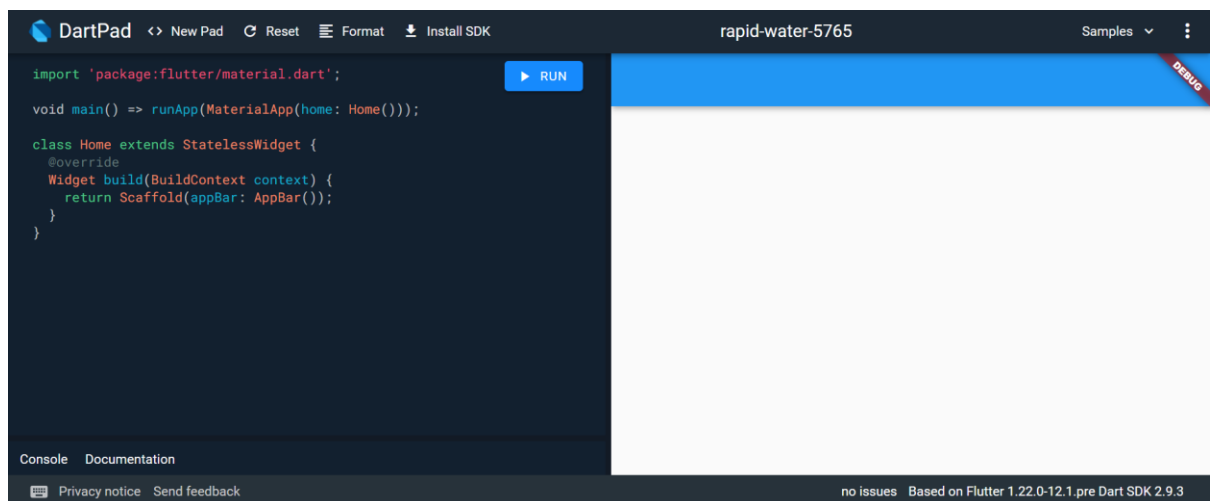 DartPad <> New Pad Reset Format Install SDK rapid-water-5765 Samples
import 'package:flutter/material.dart';
RUN
void main() => runApp(MaterialApp(home: Home()));
class Home extends StatelessWidget {
@override
Widget build(BuildContext context) {
return Scaffold(appBar: AppBar());
}
}
DEBUG
Console Documentation
Privacy notice Send feedback no issues Based on Flutter 1.22.0-12.1.pre Dart SDK 2.9.3